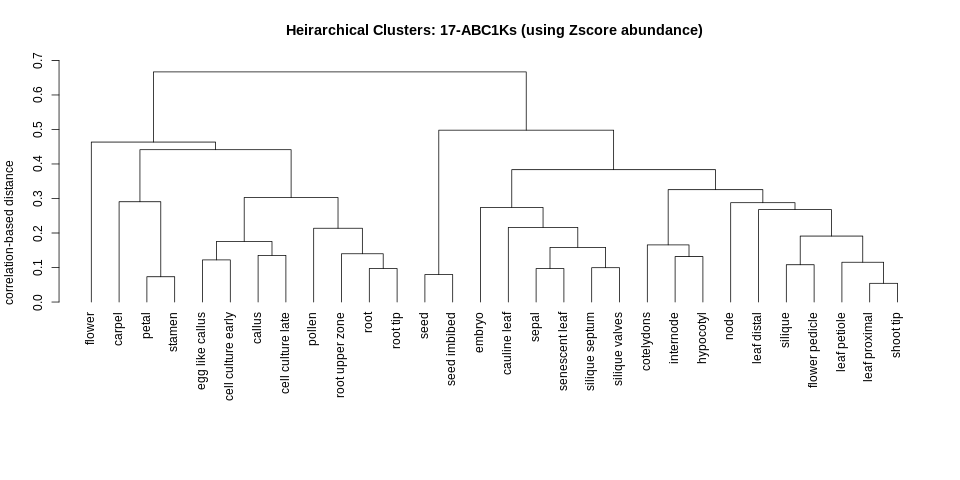 Heirarchical Clusters: 17-ABC1Ks (using Zscore abundance)
correlation-based distance
0.7
0.6
0.5
0.4
0.3
0.2
0.1
0.0
flower
carpel
petal
stamen
egg like callus
cell culture early
callus
cell culture late
pollen
root upper zone
root
root tip
seed
seed imbibed
embryo
cauline leaf
sepal
senescent leaf
silique septum
silique valves
cotelydons
internode
hypocotyl
node
leaf distal
silique
flower pedicle
leaf petiole
leaf proximal
shoot tip